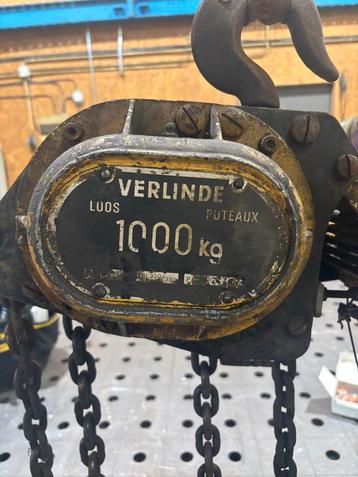 VERLINDE
LUOS PUTEAUX
1000 kg